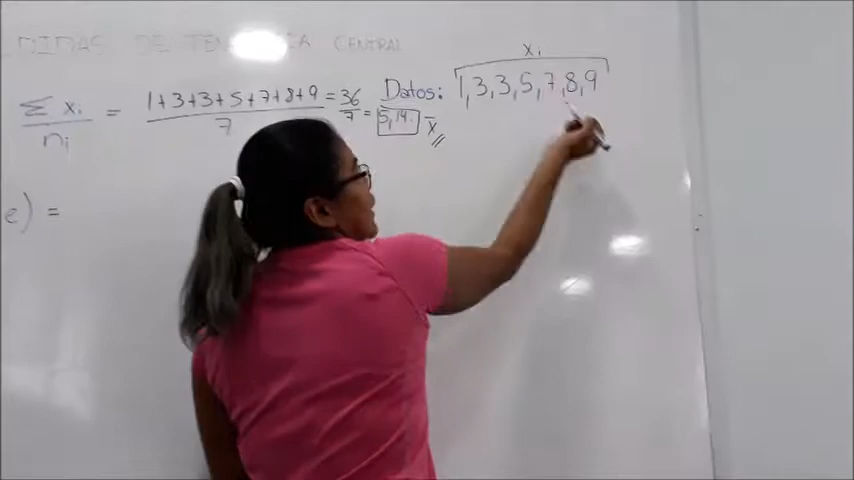 MEDIDAS DE TENDENCIA CENTRAL
Σ xi / ni = 1+3+3+5+7+8+9 / 7 = 36 / 7 = 5,14. x̄
Datos: 1,3,3,5,7,8,9
xi
e) =